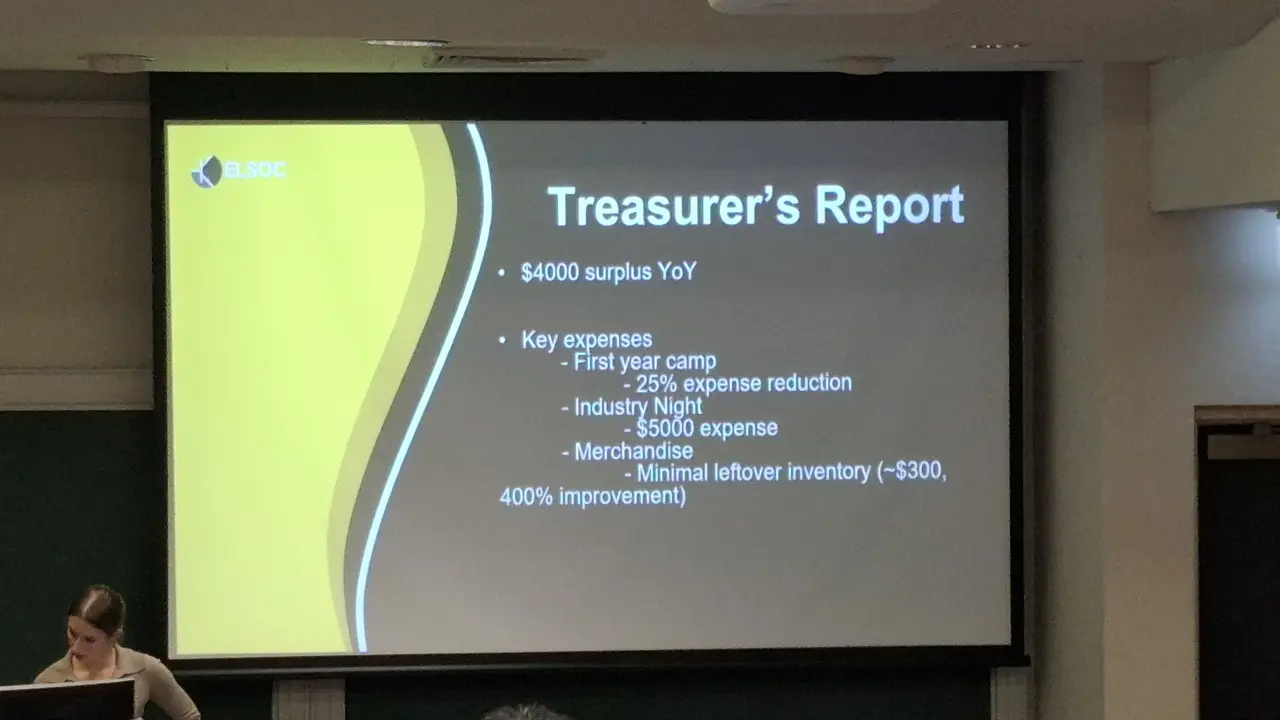 ELSOC
Treasurer's Report
• $4000 surplus YoY
• Key expenses
- First year camp
- 25% expense reduction
- Industry Night
- $5000 expense
- Merchandise
- Minimal leftover inventory (~$300,
400% improvement)